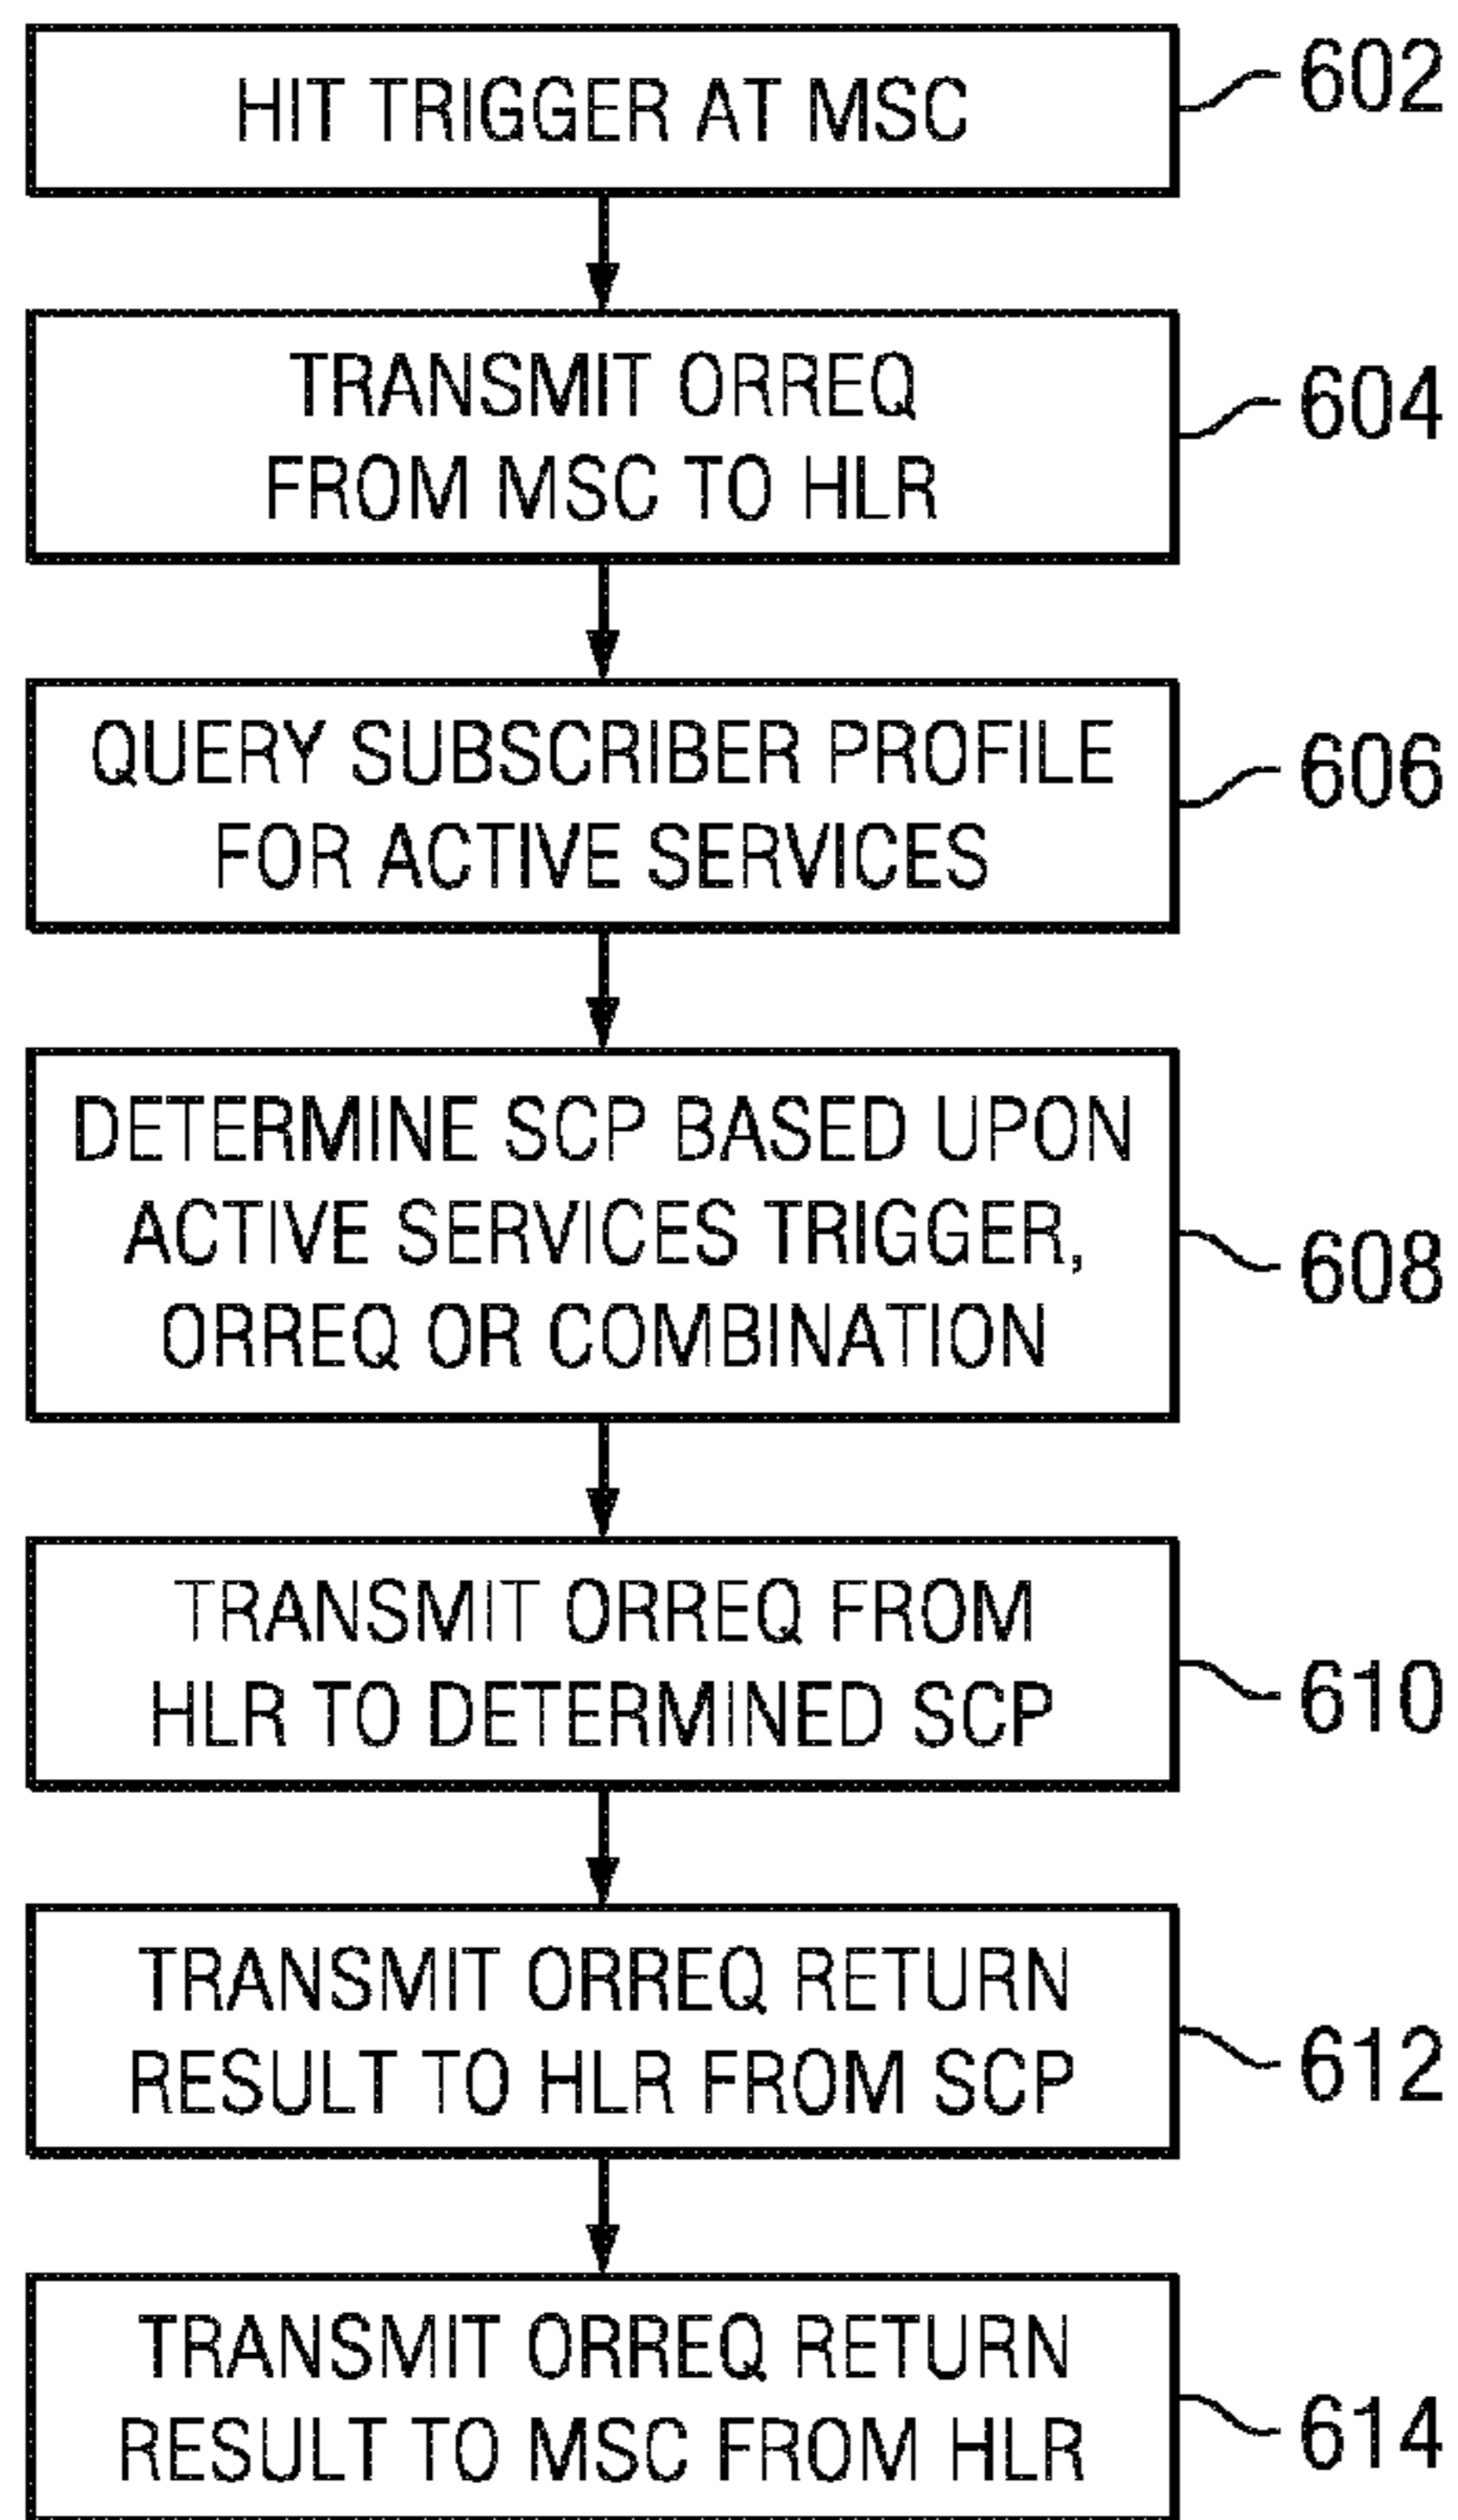 HIT TRIGGER AT MSC
602
TRANSMIT ORREQ
FROM MSC TO HLR
604
QUERY SUBSCRIBER PROFILE
FOR ACTIVE SERVICES
606
DETERMINE SCP BASED UPON
ACTIVE SERVICES TRIGGER,
ORREQ OR COMBINATION
608
TRANSMIT ORREQ FROM
HLR TO DETERMINED SCP
610
TRANSMIT ORREQ RETURN
RESULT TO HLR FROM SCP
612
TRANSMIT ORREQ RETURN
RESULT TO MSC FROM HLR
614